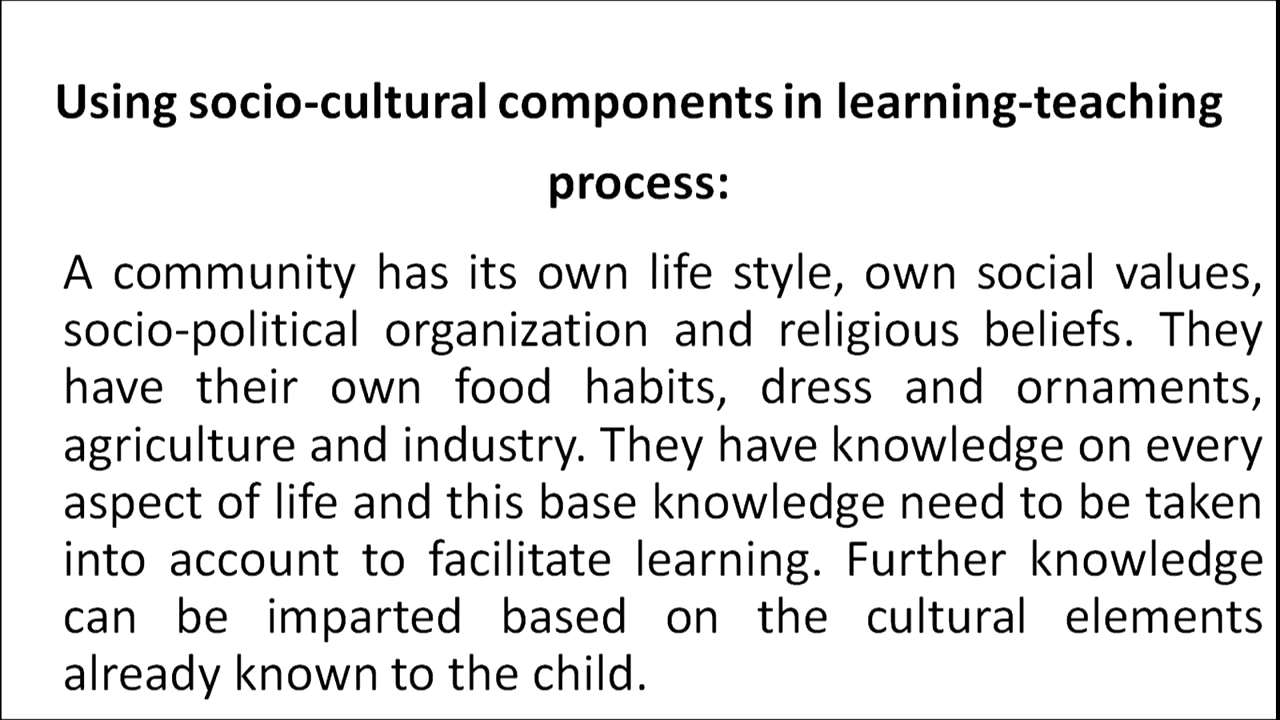 Using socio-cultural components in learning-teaching
process:
A community has its own life style, own social values,
socio-political organization and religious beliefs. They
have their own food habits, dress and ornaments,
agriculture and industry. They have knowledge on every
aspect of life and this base knowledge need to be taken
into account to facilitate learning. Further knowledge
can be imparted based on the cultural elements
already known to the child.